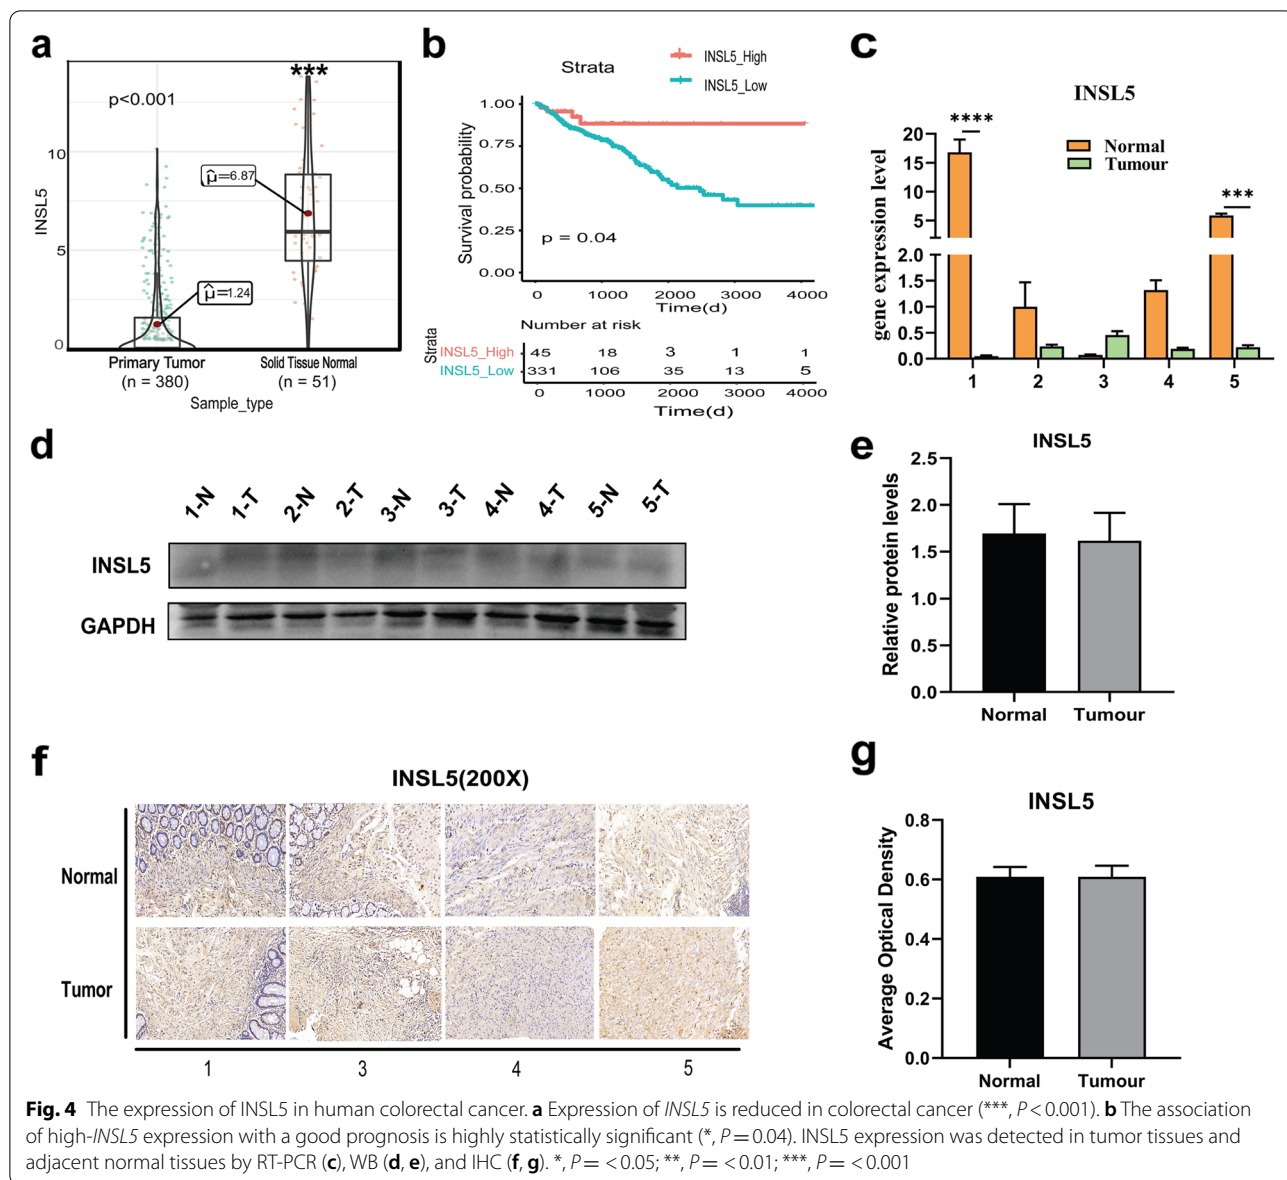 a
INSL5
10
5
0
p<0.001
***
μ̂=6.87
μ̂=1.24
Primary Tumor
(n = 380)
Solid Tissue Normal
(n = 51)
Sample_type
b
Strata
INSL5_High
INSL5_Low
Survival probability
1.00
0.75
0.50
0.25
0.00
p = 0.04
0 1000 2000 3000 4000
Time(d)
Number at risk
Strata
INSL5_High 45 18 3 1 1
INSL5_Low 331 106 35 13 5
0 1000 2000 3000 4000
Time(d)
c
INSL5
Normal
Tumour
gene expression level
20
15
10
5
2.0
1.5
1.0
0.5
0.0
****
***
1 2 3 4 5
d
1-N 1-T 2-N 2-T 3-N 3-T 4-N 4-T 5-N 5-T
INSL5
GAPDH
e
INSL5
Relative protein levels
2.5
2.0
1.5
1.0
0.5
0.0
Normal Tumour
f
INSL5(200X)
Normal
Tumor
1 3 4 5
g
INSL5
Average Optical Density
0.8
0.6
0.4
0.2
0.0
Normal Tumour
Fig. 4 The expression of INSL5 in human colorectal cancer. a Expression of INSL5 is reduced in colorectal cancer (***, P < 0.001). b The association
of high-INSL5 expression with a good prognosis is highly statistically significant (*, P = 0.04). INSL5 expression was detected in tumor tissues and
adjacent normal tissues by RT-PCR (c), WB (d, e), and IHC (f, g). *, P = < 0.05; **, P = < 0.01; ***, P = < 0.001